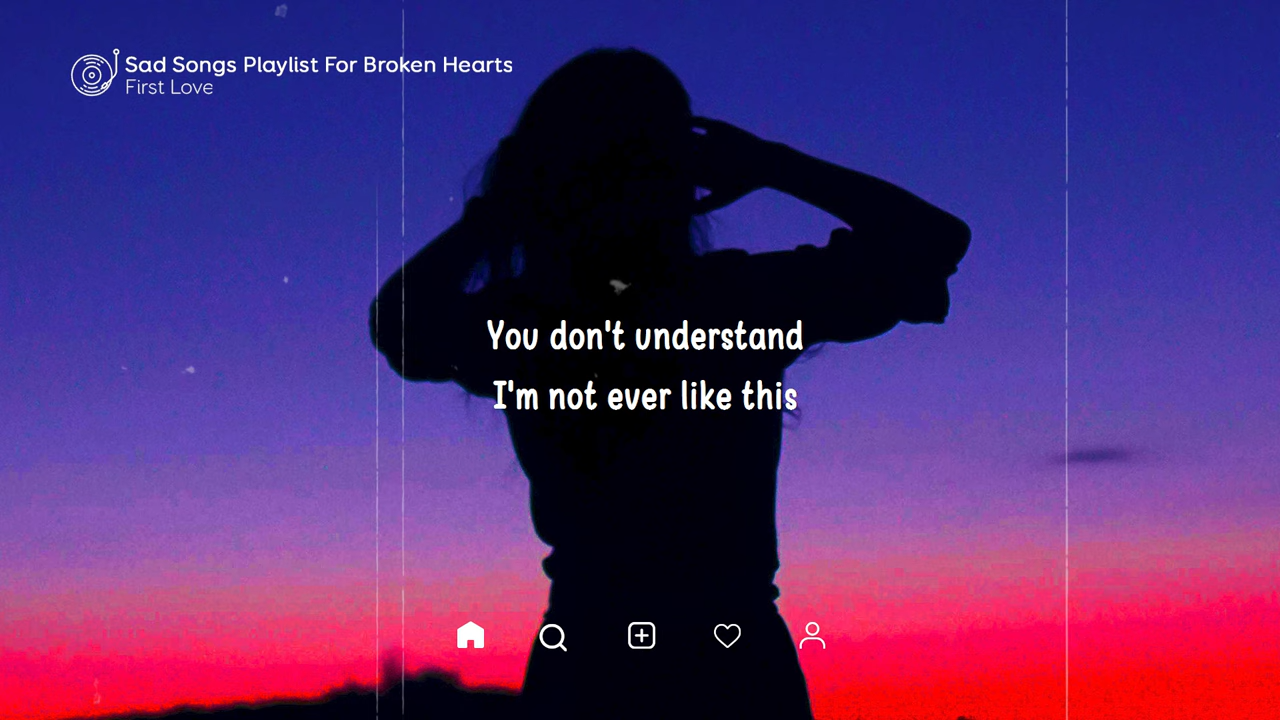 Sad Songs Playlist For Broken Hearts
First Love
You don't understand
I'm not ever like this